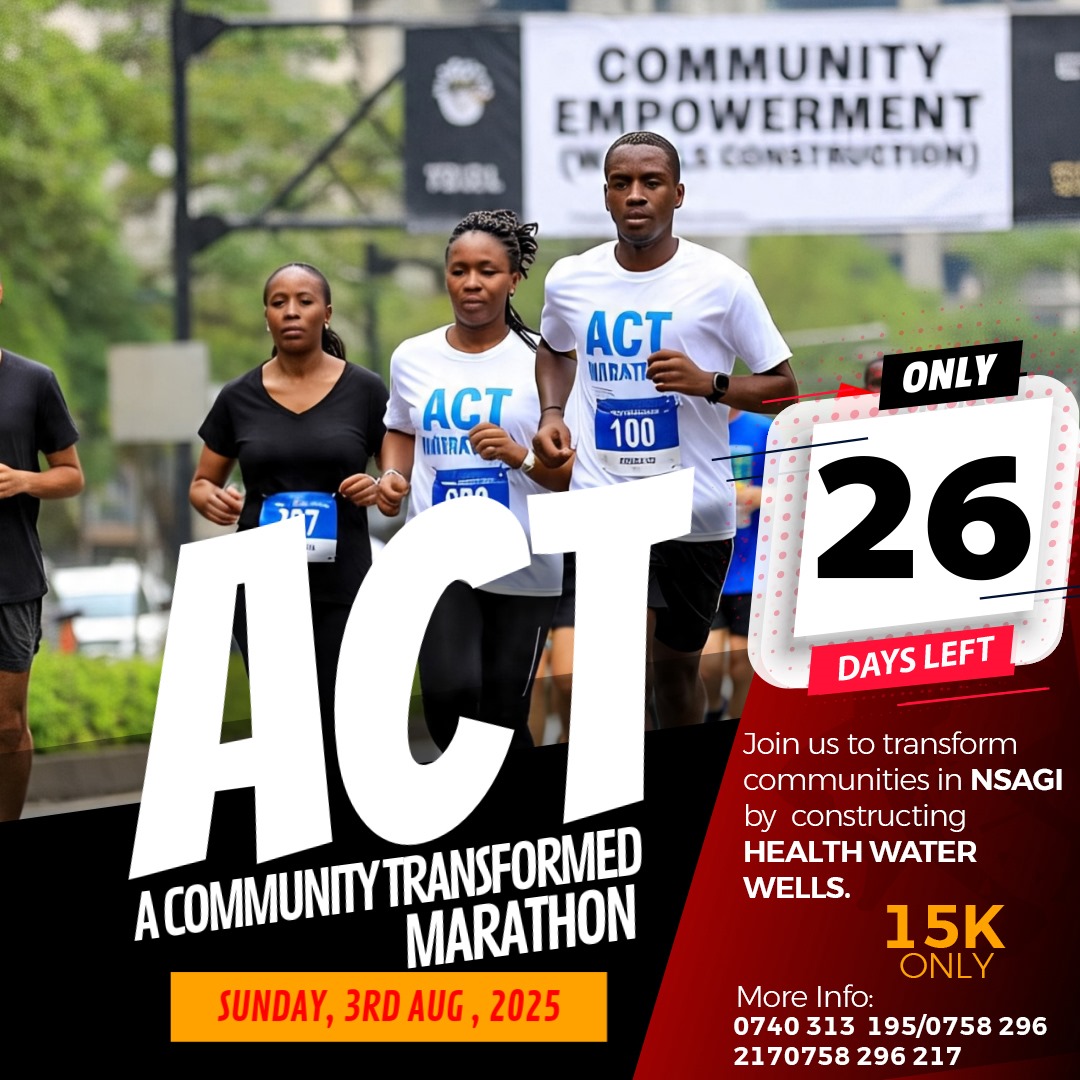 COMMUNITY
EMPOWERMENT
CONSTRUCTION)
ACT
ACT
100
ONLY
26
DAYS LEFT
ACT
A COMMUNITY TRANSFORMED
MARATHON
SUNDAY, 3RD AUG , 2025
Join us to transform
communities in NSAGI
by constructing
HEALTH WATER
WELLS.
15K
ONLY
More Info:
0740 313 195/0758 296
2170758 296 217